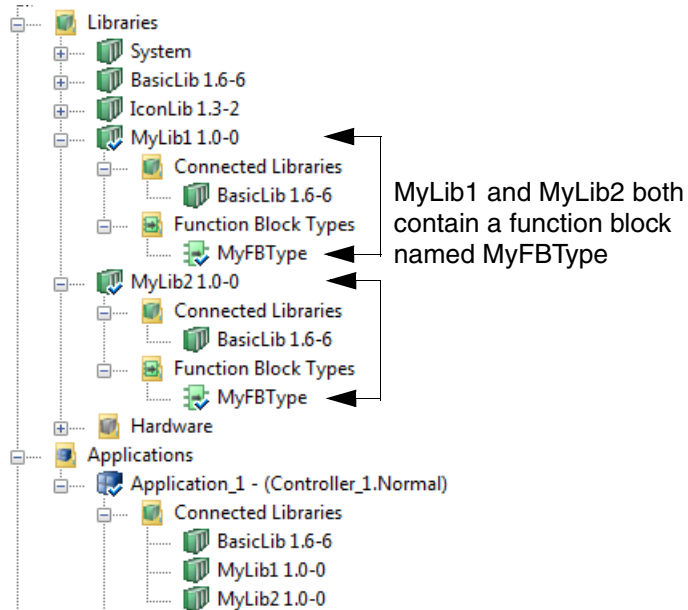 Libraries
System
BasicLib 1.6-6
IconLib 1.3-2
MyLib1 1.0-0
Connected Libraries
BasicLib 1.6-6
Function Block Types
MyFBType
MyLib2 1.0-0
Connected Libraries
BasicLib 1.6-6
Function Block Types
MyFBType
Hardware
Applications
Application_1 - (Controller_1.Normal)
Connected Libraries
BasicLib 1.6-6
MyLib1 1.0-0
MyLib2 1.0-0
MyLib1 and MyLib2 both
contain a function block
named MyFBType